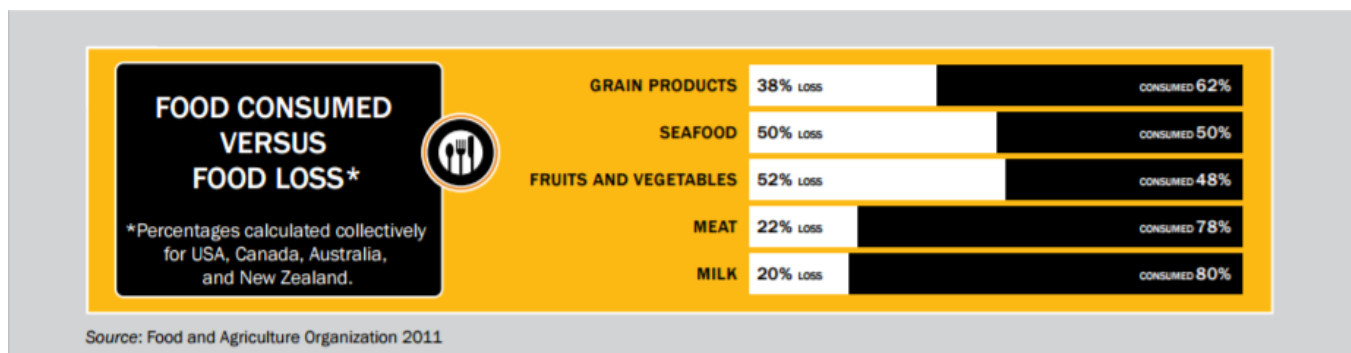 FOOD CONSUMED
VERSUS
FOOD LOSS*
*Percentages calculated collectively
for USA, Canada, Australia,
and New Zealand.
GRAIN PRODUCTS 38% LOSS CONSUMED 62%
SEAFOOD 50% LOSS CONSUMED 50%
FRUITS AND VEGETABLES 52% LOSS CONSUMED 48%
MEAT 22% LOSS CONSUMED 78%
MILK 20% LOSS CONSUMED 80%
Source: Food and Agriculture Organization 2011